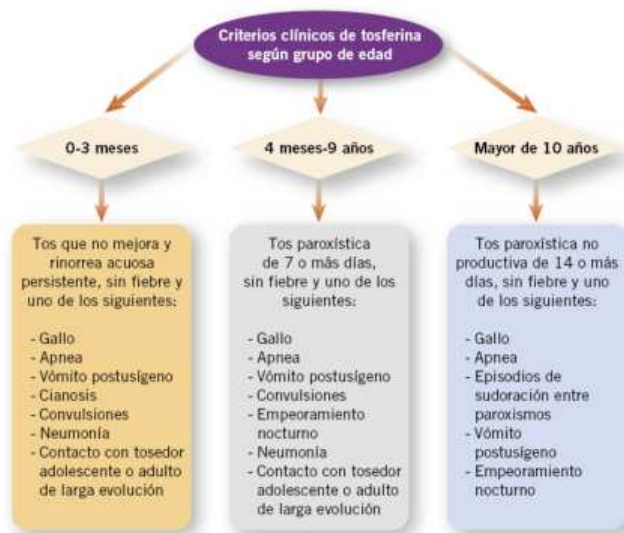 Criterios clínicos de tosferina
según grupo de edad
0-3 meses
4 meses-9 años
Mayor de 10 años
Tos que no mejora y
rinorrea acuosa
persistente, sin fiebre y
uno de los siguientes:
- Gallo
- Apnea
- Vómito postusígeno
- Cianosis
- Convulsiones
- Neumonía
- Contacto con tosedor
adolescente o adulto
de larga evolución
Tos paroxística
de 7 o más días,
sin fiebre y uno de los
siguientes:
- Gallo
- Apnea
- Vómito postusígeno
- Convulsiones
- Empeoramiento
nocturno
- Neumonía
- Contacto con tosedor
adolescente o adulto
de larga evolución
Tos paroxística no
productiva de 14 o más
días, sin fiebre y uno
de los siguientes:
- Gallo
- Apnea
- Episodios de
sudoración entre
paroxismos
- Vómito
postusígeno
- Empeoramiento
nocturno